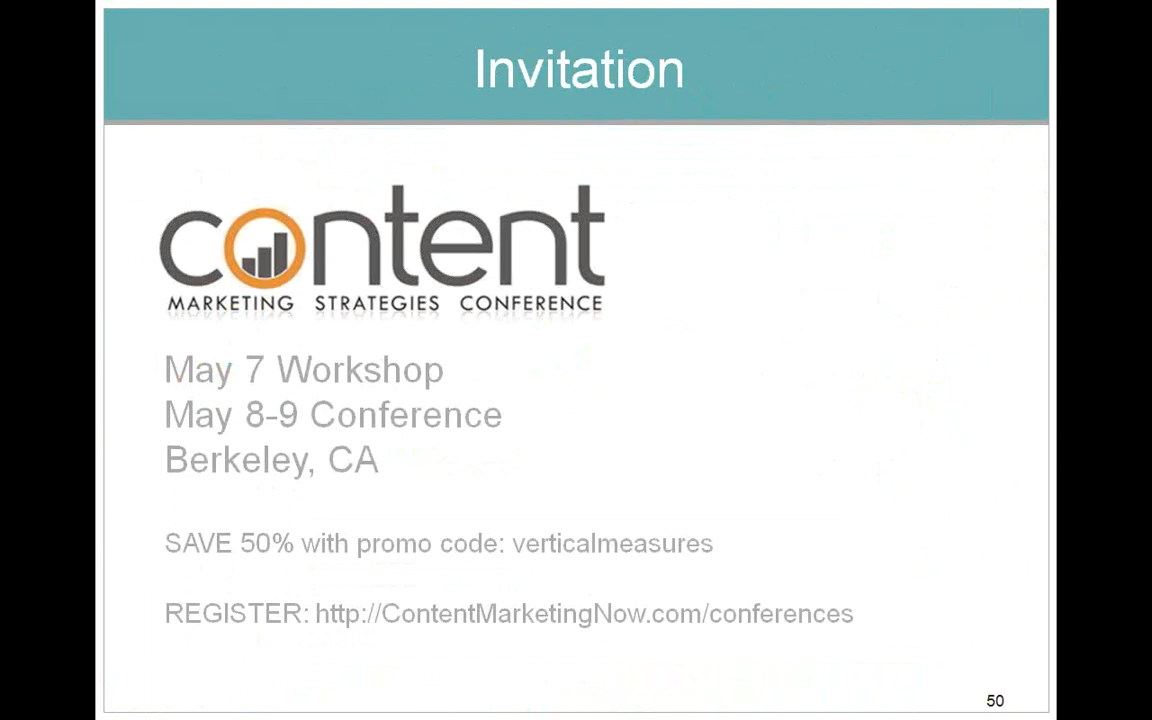 Invitation
content
MARKETING STRATEGIES CONFERENCE
May 7 Workshop
May 8-9 Conference
Berkeley, CA
SAVE 50% with promo code: verticalmeasures
REGISTER: http://ContentMarketingNow.com/conferences
50